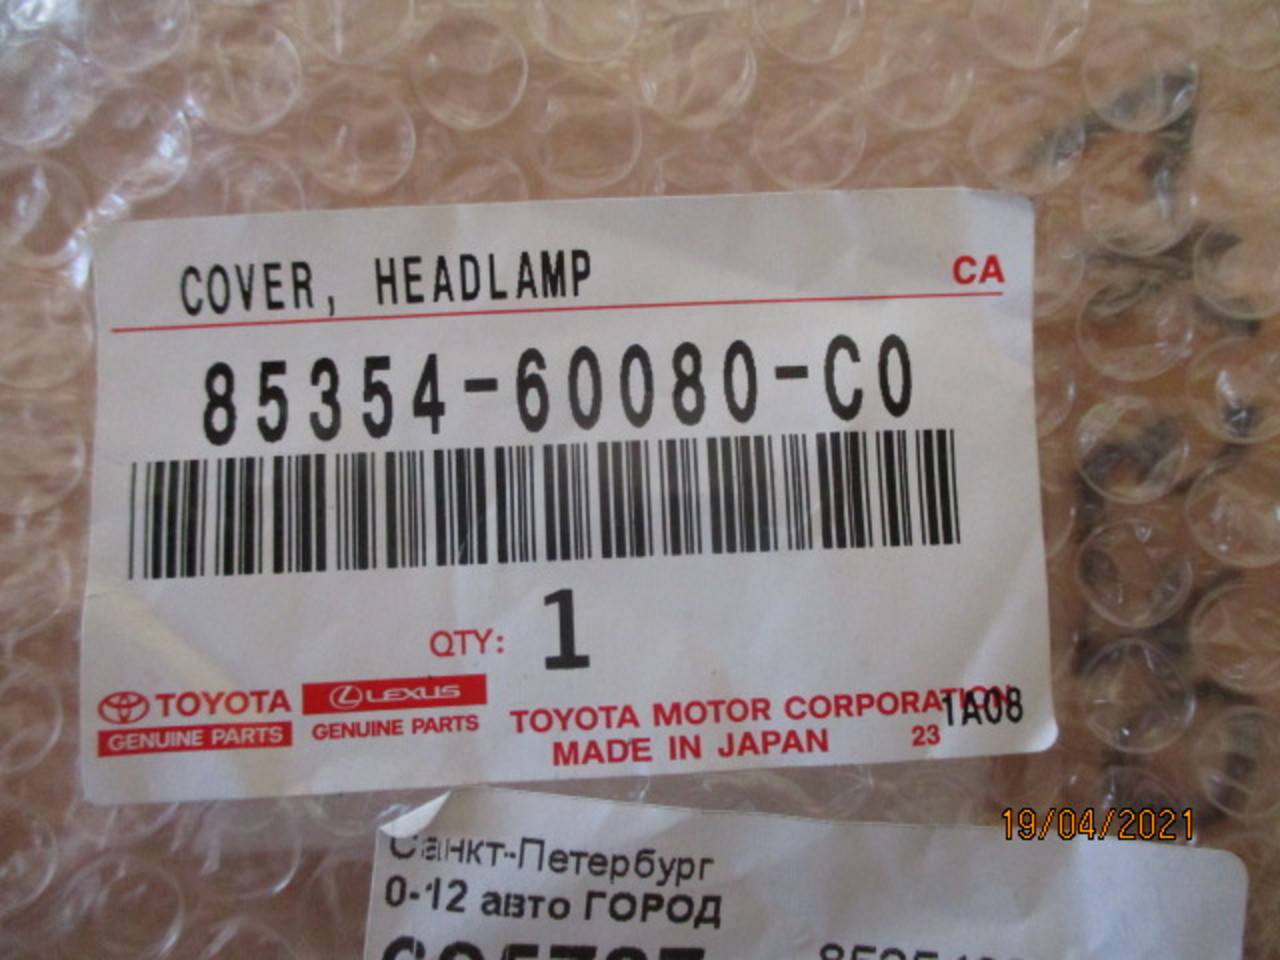 COVER, HEADLAMP CA
85354-60080-C0
QTY: 1
TOYOTA LEXUS
GENUINE PARTS GENUINE PARTS
TOYOTA MOTOR CORPORATION 1A08
MADE IN JAPAN 23
19/04/2021
Санкт-Петербург
0-12 авто ГОРОД